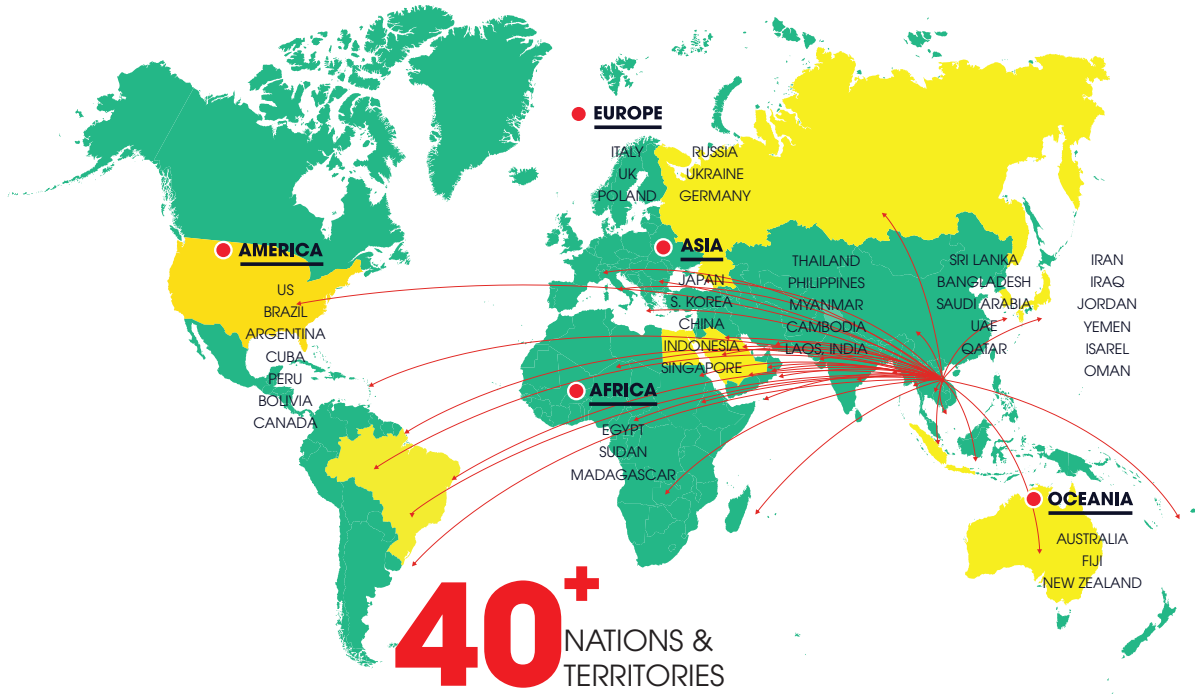 EUROPE
ITALY
UK
POLAND
RUSSIA
UKRAINE
GERMANY
AMERICA
US
BRAZIL
ARGENTINA
CUBA
PERU
BOLIVIA
CANADA
ASIA
JAPAN
S. KOREA
CHINA
INDONESIA
SINGAPORE
THAILAND
PHILIPPINES
MYANMAR
CAMBODIA
LAOS, INDIA
SRI LANKA
BANGLADESH
SAUDI ARABIA
UAE
QATAR
IRAN
IRAQ
JORDAN
YEMEN
ISAREL
OMAN
AFRICA
EGYPT
SUDAN
MADAGASCAR
OCEANIA
AUSTRALIA
FIJI
NEW ZEALAND
40+
NATIONS &
TERRITORIES